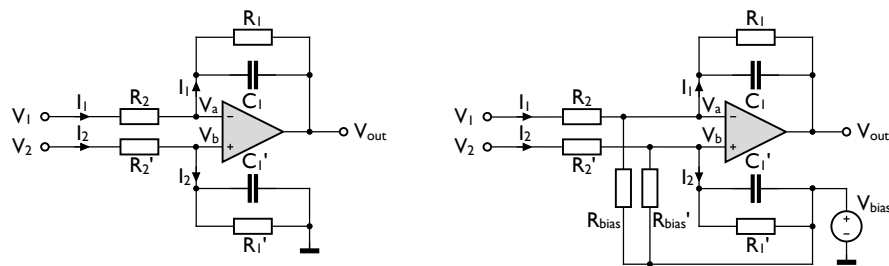 R1
C1
I1
V1
I1
R2
Va
−
V2
I2
R2'
Vb
+
Vout
I2
C1'
R1'
R1
C1
I1
V1
I1
R2
Va
−
V2
I2
R2'
Vb
+
Vout
I2
C1'
R1'
Rbias
Rbias'
Vbias
+
−